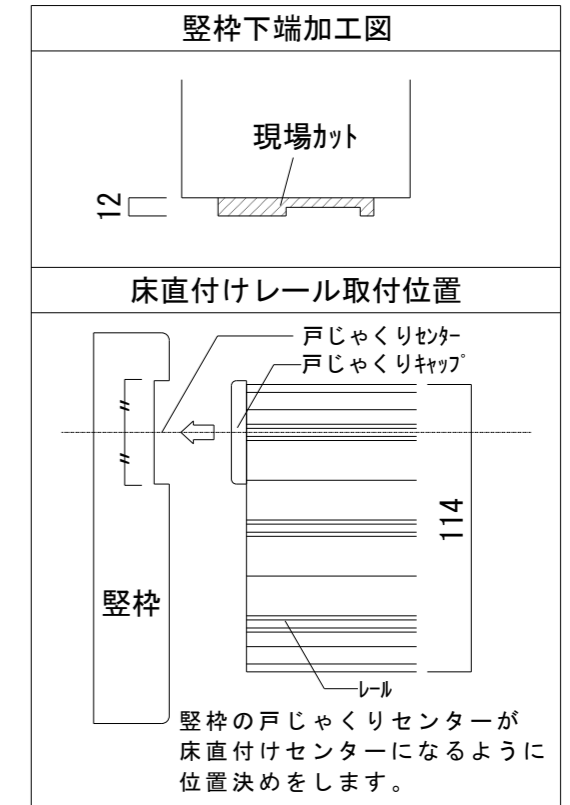 竪枠下端加工図
現場ｶｯﾄ
12
床直付けレール取付位置
戸じゃくりｾﾝﾀｰ
戸じゃくりｷｬｯﾌﾟ
〃
〃
114
竪枠
ﾚｰﾙ
竪枠の戸じゃくりセンターが
床直付けセンターになるように
位置決めをします。